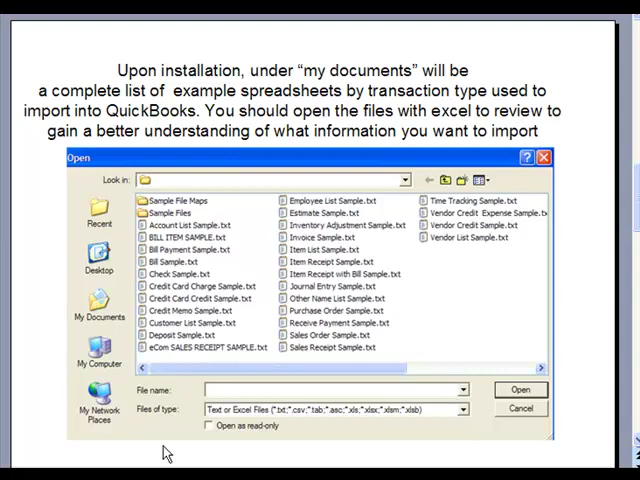 Upon installation, under “my documents” will be
a complete list of example spreadsheets by transaction type used to
import into QuickBooks. You should open the files with excel to review to
gain a better understanding of what information you want to import
Open
Look in:
Recent
Desktop
My Documents
My Computer
My Network
Places
Sample File Maps
Sample Files
Account List Sample.txt
BILL ITEM SAMPLE.txt
Bill Payment Sample.txt
Bill Sample.txt
Check Sample.txt
Credit Card Charge Sample.txt
Credit Card Credit Sample.txt
Credit Memo Sample.txt
Customer List Sample.txt
Deposit Sample.txt
eCom SALES RECEIPT SAMPLE.txt
Employee List Sample.txt
Estimate Sample.txt
Inventory Adjustment Sample.txt
Invoice Sample.txt
Item List Sample.txt
Item Receipt Sample.txt
Item Receipt with Bill Sample.txt
Journal Entry Sample.txt
Other Name List Sample.txt
Purchase Order Sample.txt
Receive Payment Sample.txt
Sales Order Sample.txt
Sales Receipt Sample.txt
Time Tracking Sample.txt
Vendor Credit Expense Sample.txt
Vendor Credit Sample.txt
Vendor List Sample.txt
File name:
Open
Files of type:
Text or Excel Files (*.txt;*.csv;*.tab;*.asc;*.xls;*.xlsx;*.xlsm;*.xlsb)
Cancel
Open as read-only